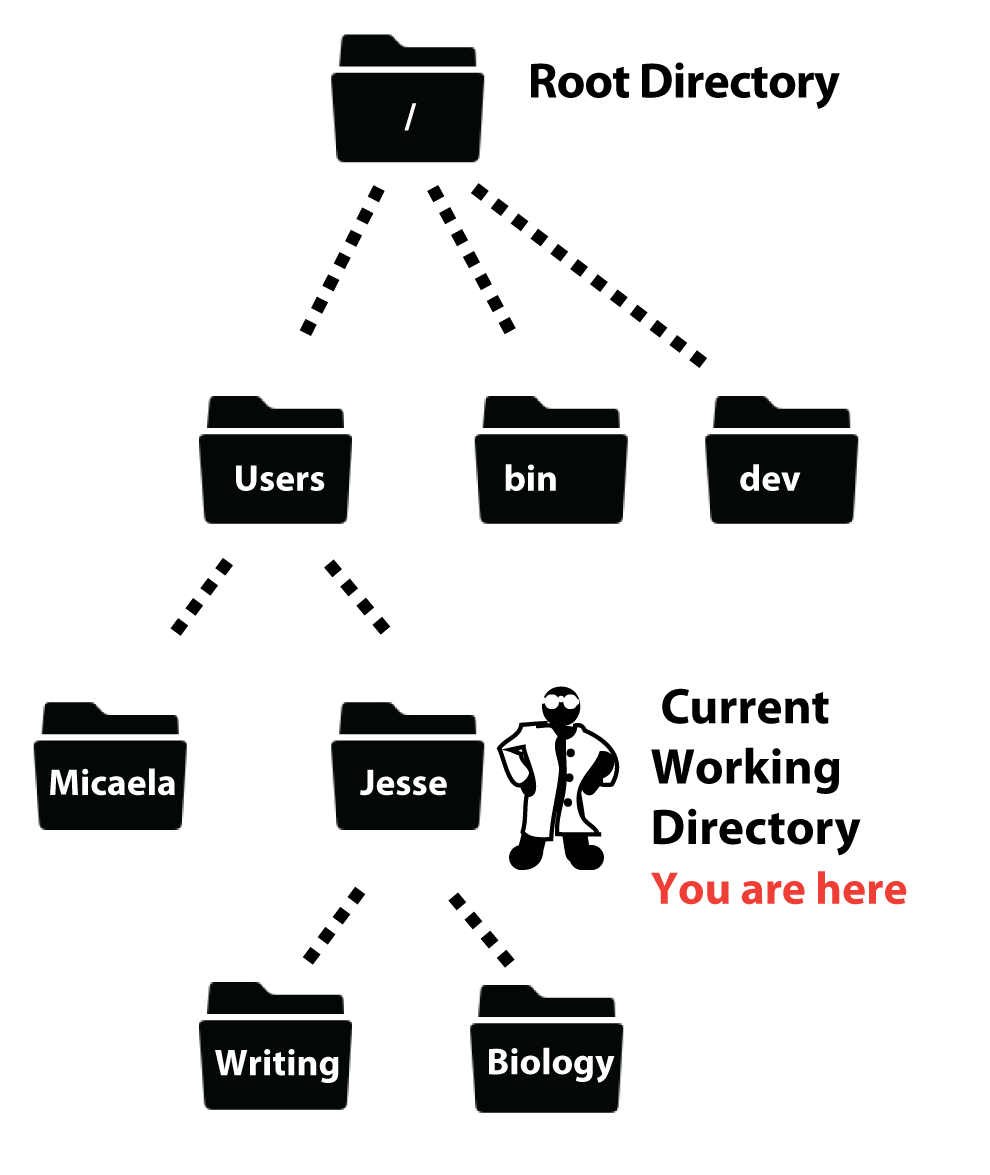 /
Root Directory
Users
bin
dev
Micaela
Jesse
Current
Working
Directory
You are here
Writing
Biology